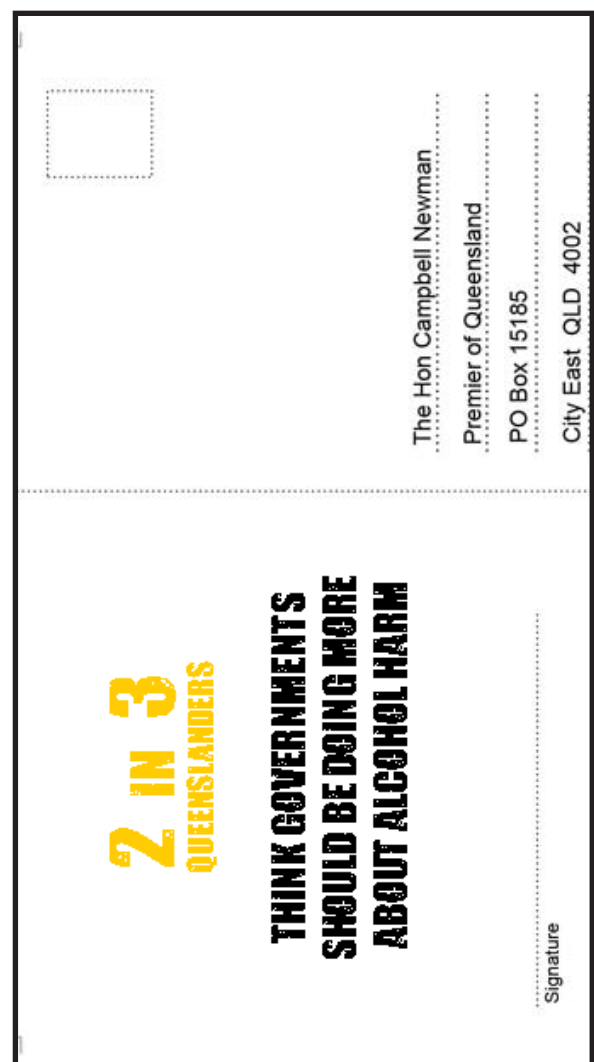 2 IN 3
QUEENSLANDERS
THINK GOVERNMENTS
SHOULD BE DOING MORE
ABOUT ALCOHOL HARM
Signature
The Hon Campbell Newman
Premier of Queensland
PO Box 15185
City East QLD 4002